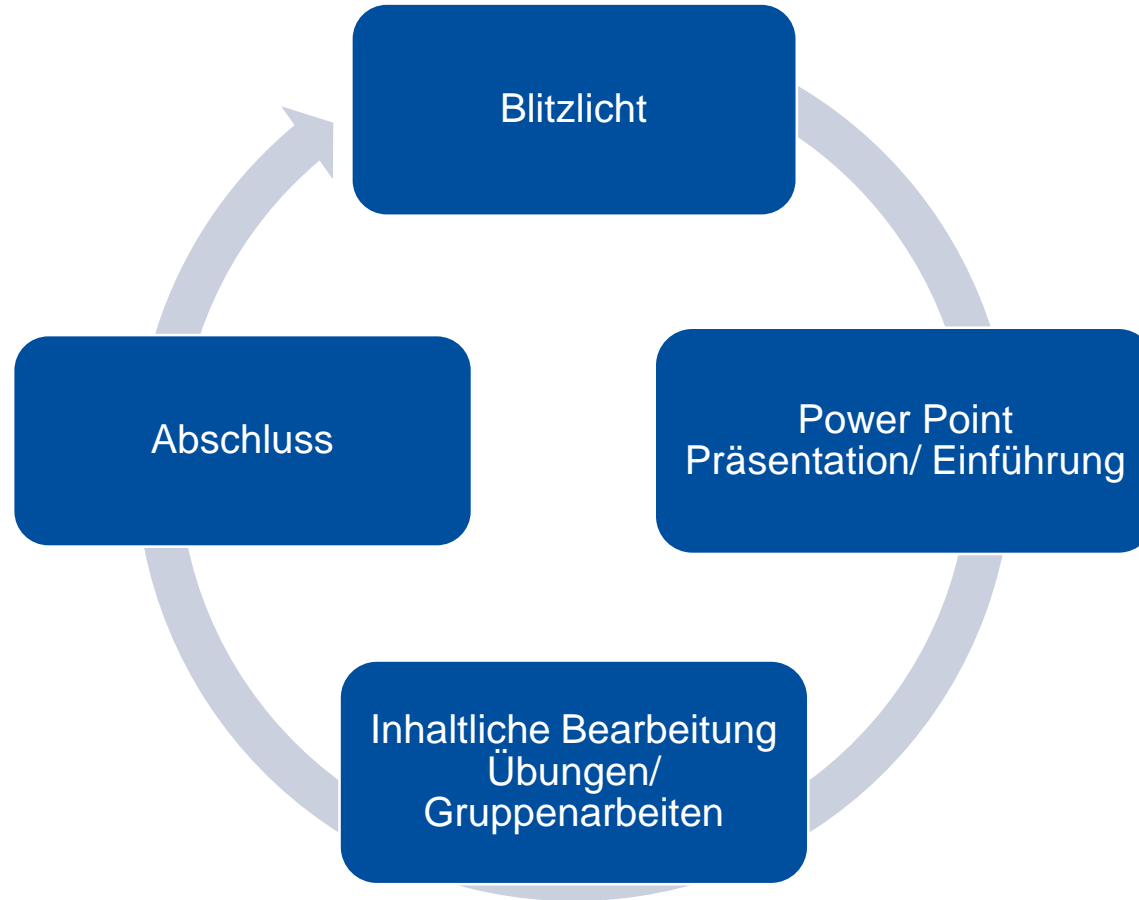 Blitzlicht
Power Point
Präsentation/ Einführung
Inhaltliche Bearbeitung
Übungen/
Gruppenarbeiten
Abschluss